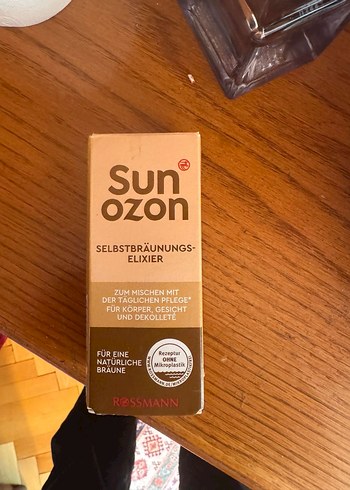 Sun
ozon
SELBSTBRÄUNUNGS-
ELIXIER
ZUM MISCHEN MIT
DER TÄGLICHEN PFLEGE*
FÜR KÖRPER, GESICHT
UND DEKOLLETÉ
FÜR EINE
NATÜRLICHE
BRÄUNE
Rezeptur
OHNE
Mikroplastik
ROSSMANN